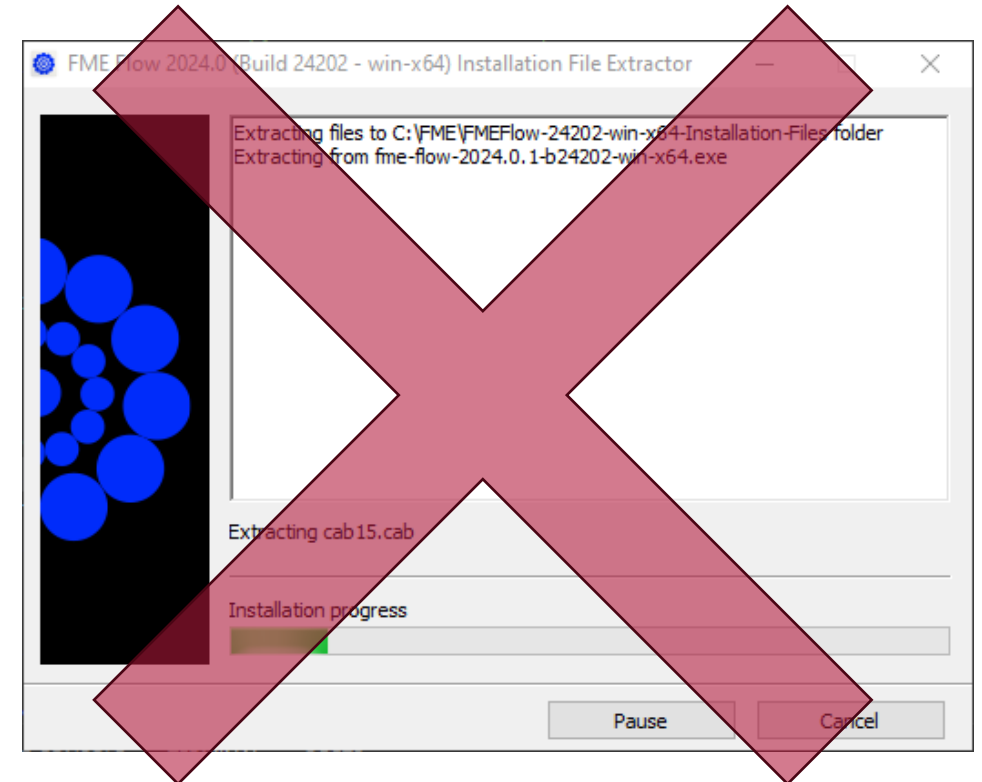 FME Flow 2024.0 (Build 24202 - win-x64) Installation File Extractor
Extracting files to C:\FME\FMEFlow-24202-win-x64-Installation-Files folder
Extracting from fme-flow-2024.0.1-b24202-win-x64.exe
Extracting cab15.cab
Installation progress
Pause
Cancel